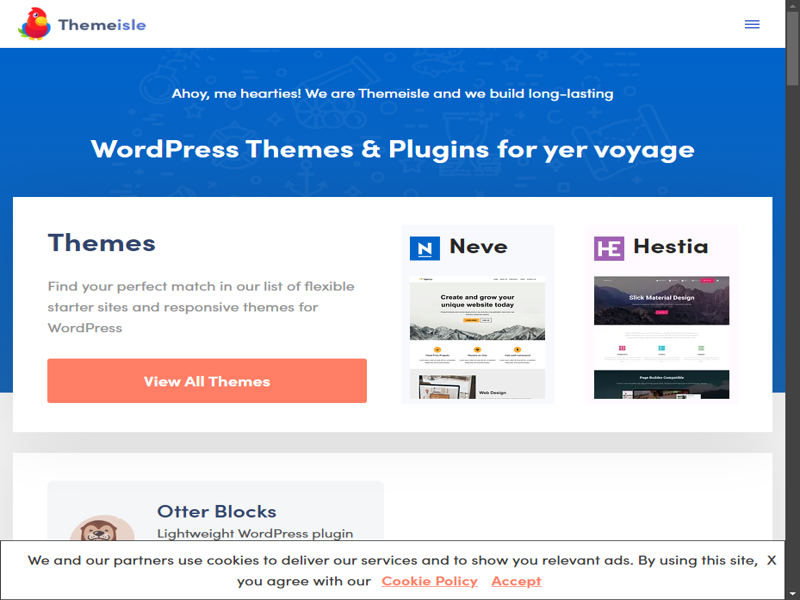 Themeisle
Ahoy, me hearties! We are Themeisle and we build long-lasting
WordPress Themes & Plugins for yer voyage
Themes
Find your perfect match in our list of flexible
starter sites and responsive themes for
WordPress
View All Themes
N Neve
Create and grow your
unique website today
Web Design
HE Hestia
Slick Material Design
Page Builder Compatible
Otter Blocks
Lightweight WordPress plugin
We and our partners use cookies to deliver our services and to show you relevant ads. By using this site, X
you agree with our Cookie Policy Accept